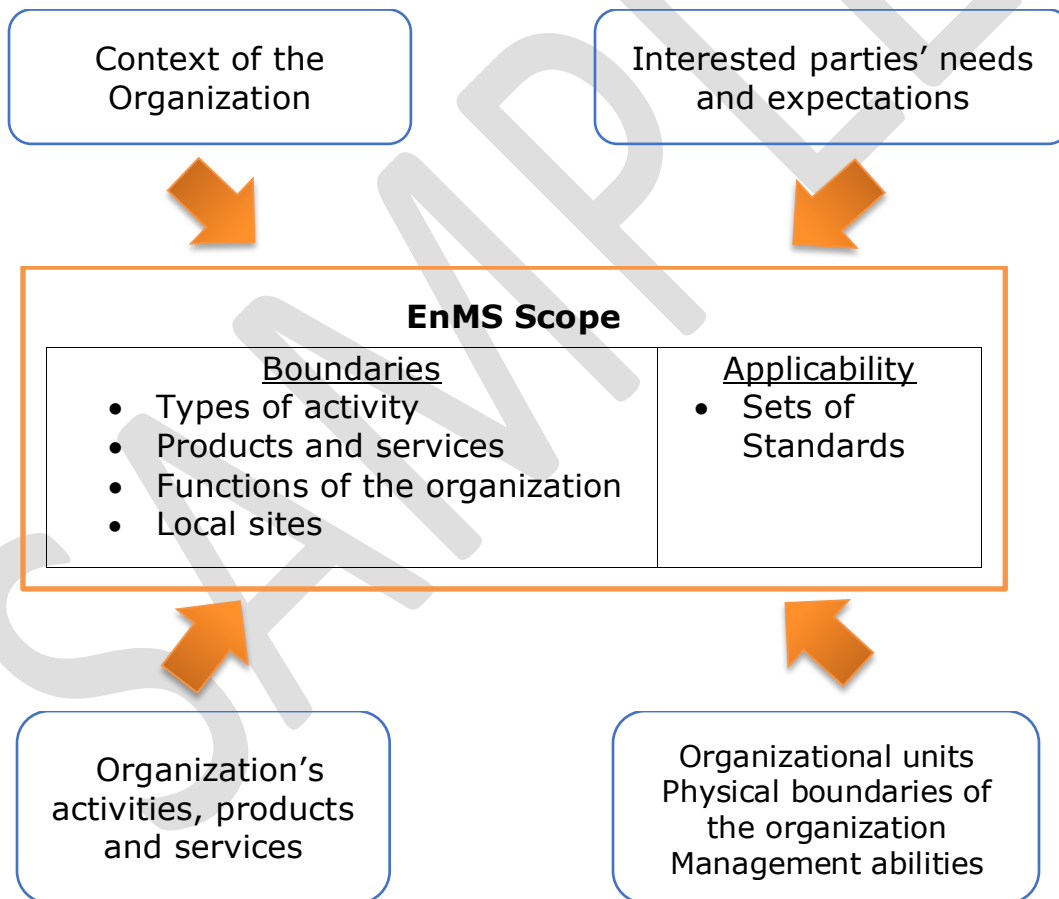 Context of the
Organization
Interested parties’ needs
and expectations
EnMS Scope
Boundaries
• Types of activity
• Products and services
• Functions of the organization
• Local sites
Applicability
• Sets of
Standards
Organization’s
activities, products
and services
Organizational units
Physical boundaries of
the organization
Management abilities
SAMPLE